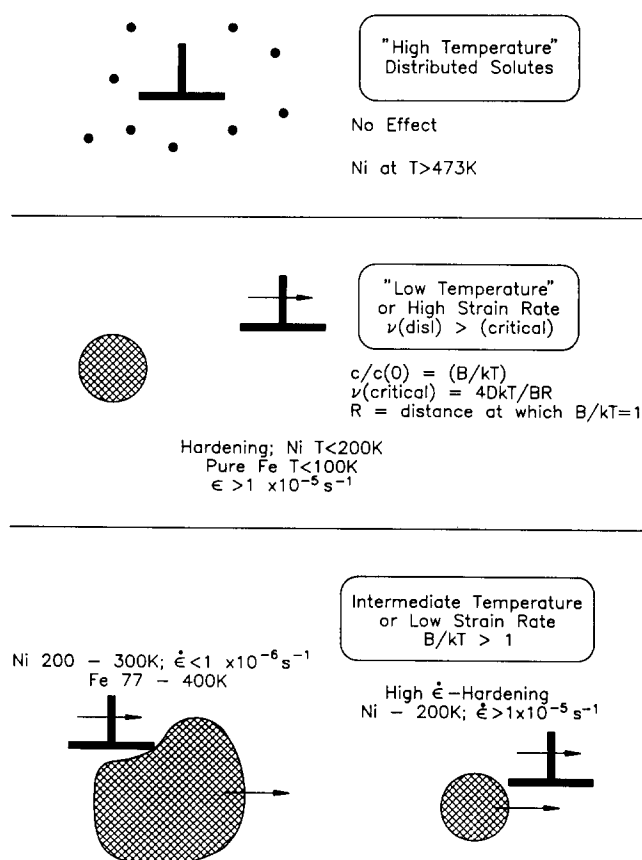 "High Temperature"
Distributed Solutes
No Effect
Ni at T>473K
"Low Temperature"
or High Strain Rate
ν(disl) > (critical)
c/c(0) = (B/kT)
ν(critical) = 4DkT/BR
R = distance at which B/kT=1
Hardening; Ni T<200K
Pure Fe T<100K
ϵ >1 x10⁻⁵s⁻¹
Intermediate Temperature
or Low Strain Rate
B/kT > 1
Ni 200 – 300K; ϵ̇<1 x10⁻⁶s⁻¹
Fe 77 – 400K
High ϵ̇–Hardening
Ni – 200K; ϵ̇>1x10⁻⁵s⁻¹